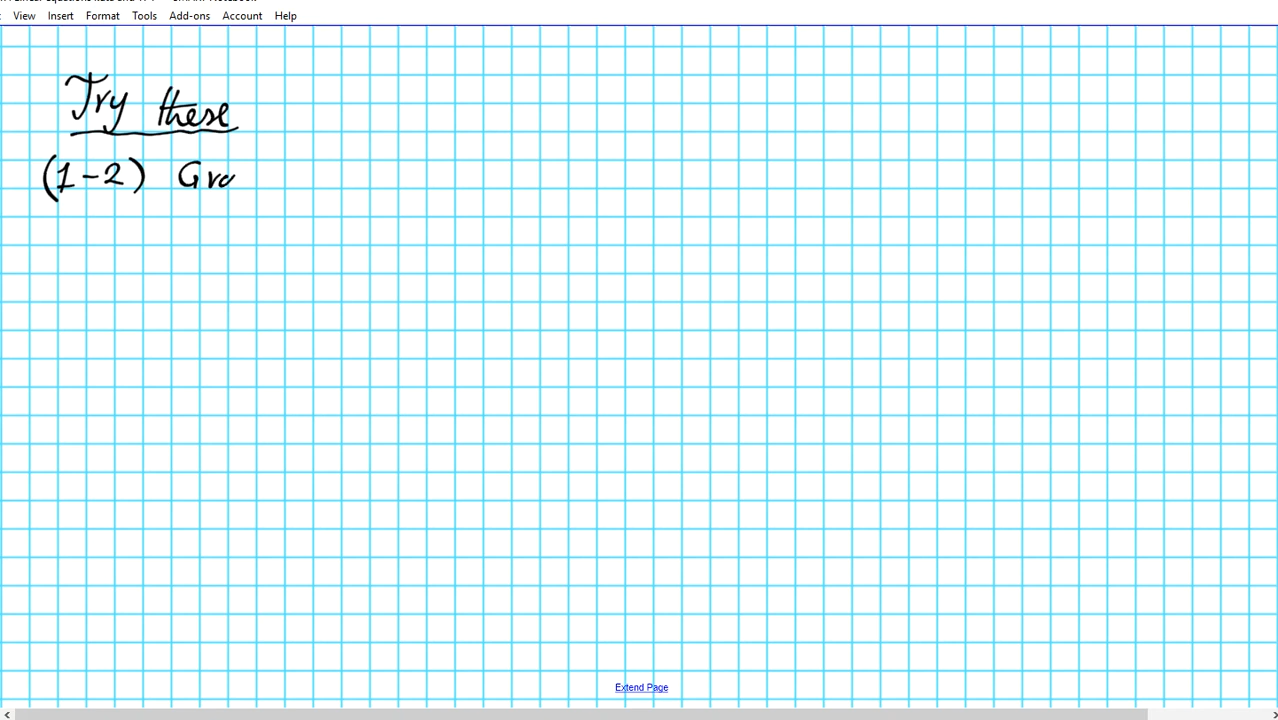 View Insert Format Tools Add-ons Account Help
Try these
(1-2) Gra
Extend Page